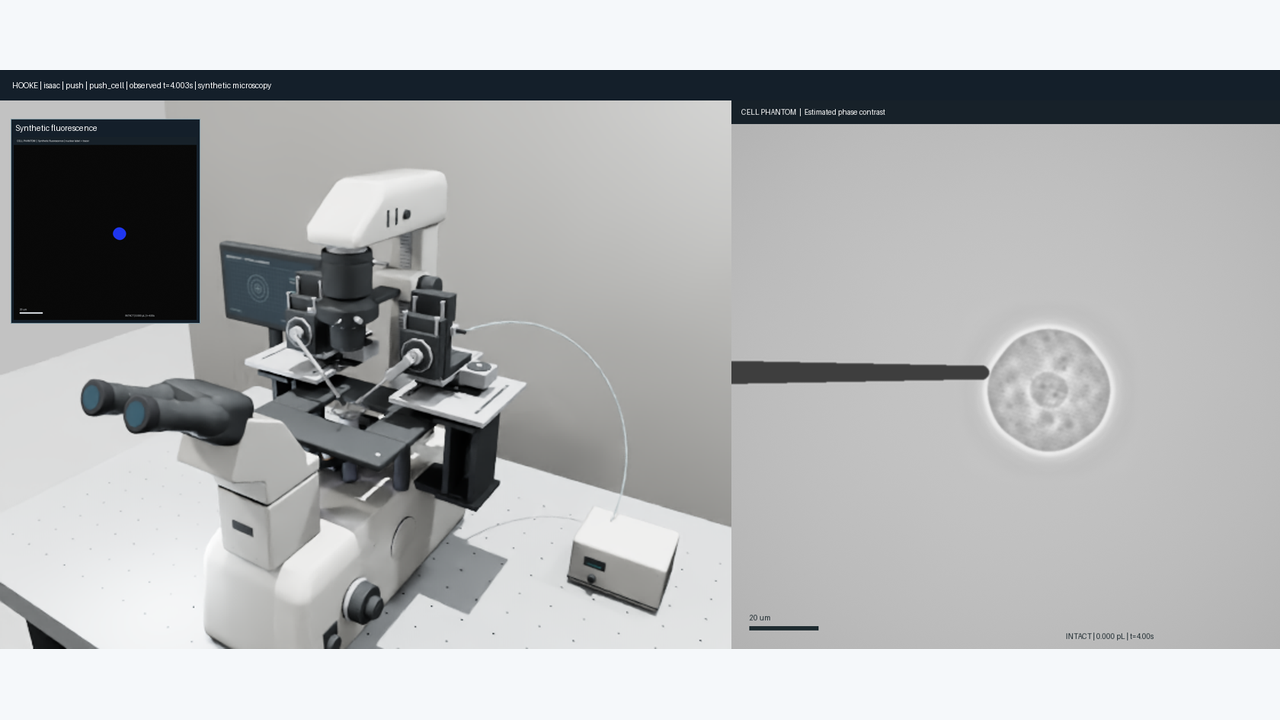 HOOKE | isaac | push | push_cell | observed t=4.003s | synthetic microscopy
Synthetic fluorescence
CELL PHANTOM | Estimated phase contrast
20 um
INTACT | 0.000 pL | t=4.00s